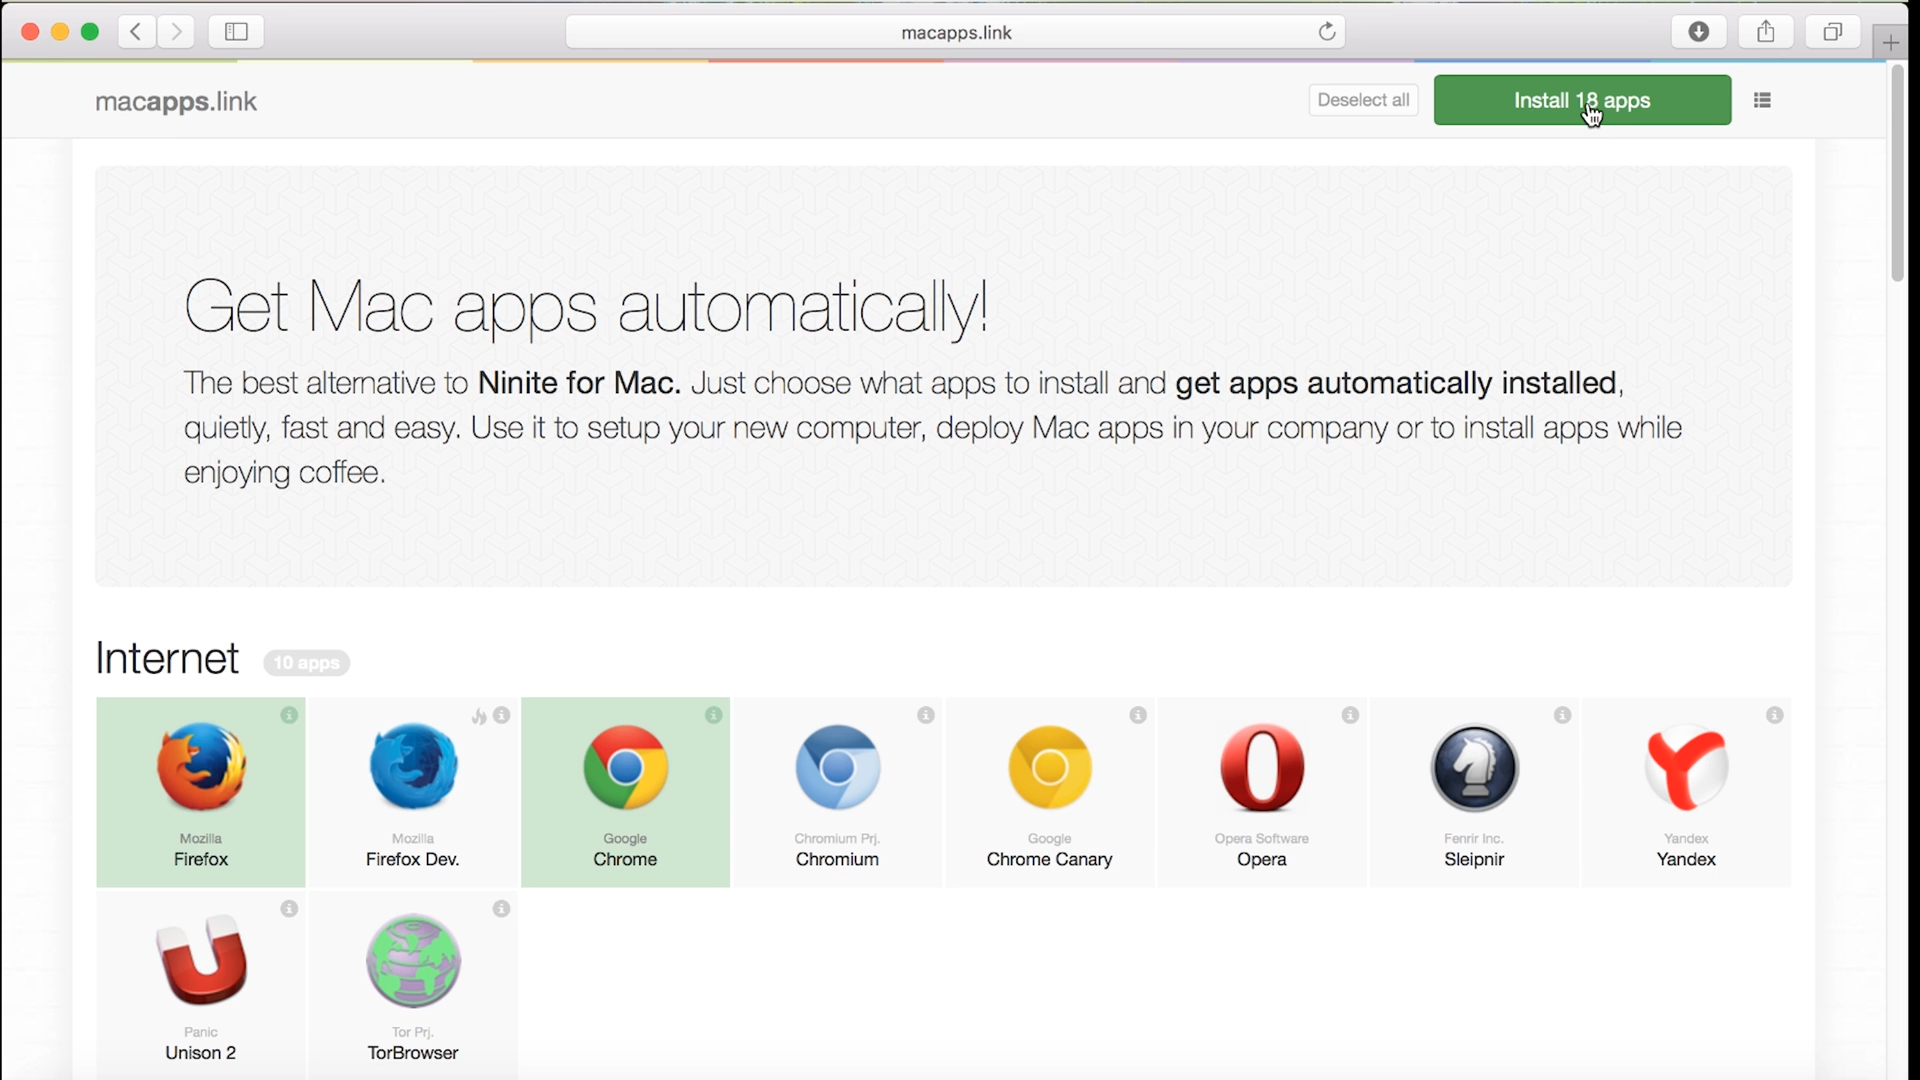 macapps.link
macapps.link
Deselect all
Install 18 apps
Get Mac apps automatically!
The best alternative to Ninite for Mac. Just choose what apps to install and get apps automatically installed,
quietly, fast and easy. Use it to setup your new computer, deploy Mac apps in your company or to install apps while
enjoying coffee.
Internet 10 apps
Mozilla
Firefox
Mozilla
Firefox Dev.
Google
Chrome
Chromium Prj.
Chromium
Google
Chrome Canary
Opera Software
Opera
Fenrir Inc.
Sleipnir
Yandex
Yandex
Panic
Unison 2
Tor Prj.
TorBrowser